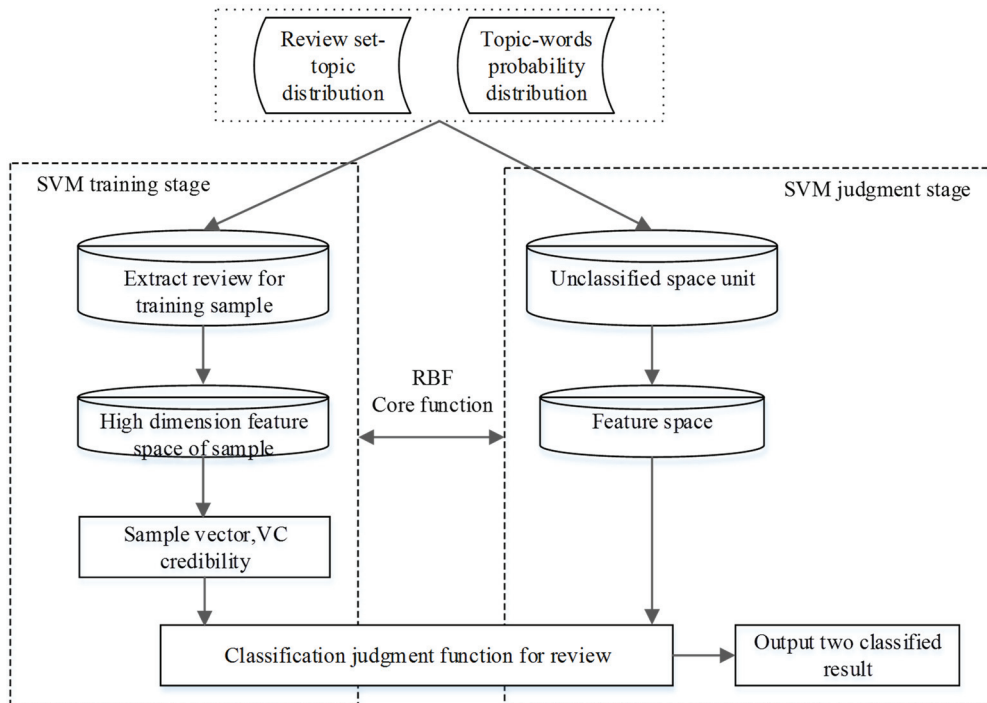 Review set-
topic
distribution
Topic-words
probability
distribution
SVM training stage
SVM judgment stage
Extract review for
training sample
Unclassified space unit
RBF
Core function
High dimension feature
space of sample
Feature space
Sample vector,VC
credibility
Classification judgment function for review
Output two classified
result